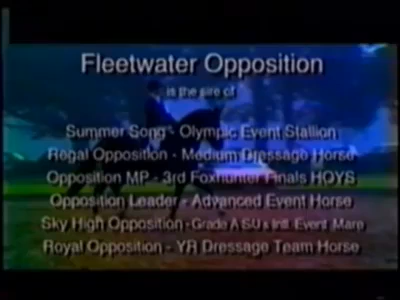 Fleetwater Opposition
is the sire of
Summer Song - Olympic Event Stallion
Regal Opposition - Medium Dressage Horse
Opposition MP - 3rd Foxhunter Finals HOYS
Opposition Leader - Advanced Event Horse
Sky High Opposition - Grade A SJ & Intl. Event Mare
Royal Opposition - YR Dressage Team Horse